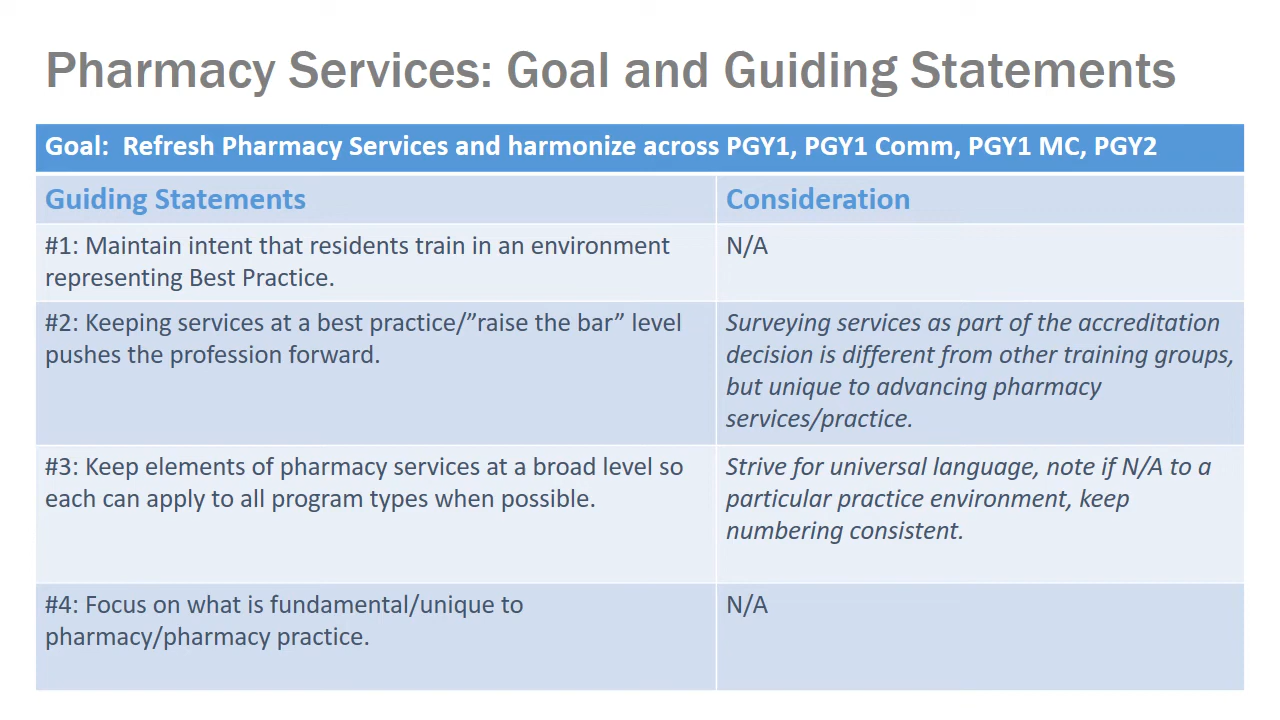 Pharmacy Services: Goal and Guiding Statements
Goal:  Refresh Pharmacy Services and harmonize across PGY1, PGY1 Comm, PGY1 MC, PGY2
Guiding Statements
Consideration
#1: Maintain intent that residents train in an environment
representing Best Practice.
N/A
#2: Keeping services at a best practice/”raise the bar” level
pushes the profession forward.
Surveying services as part of the accreditation
decision is different from other training groups,
but unique to advancing pharmacy
services/practice.
#3: Keep elements of pharmacy services at a broad level so
each can apply to all program types when possible.
Strive for universal language, note if N/A to a
particular practice environment, keep
numbering consistent.
#4: Focus on what is fundamental/unique to
pharmacy/pharmacy practice.
N/A